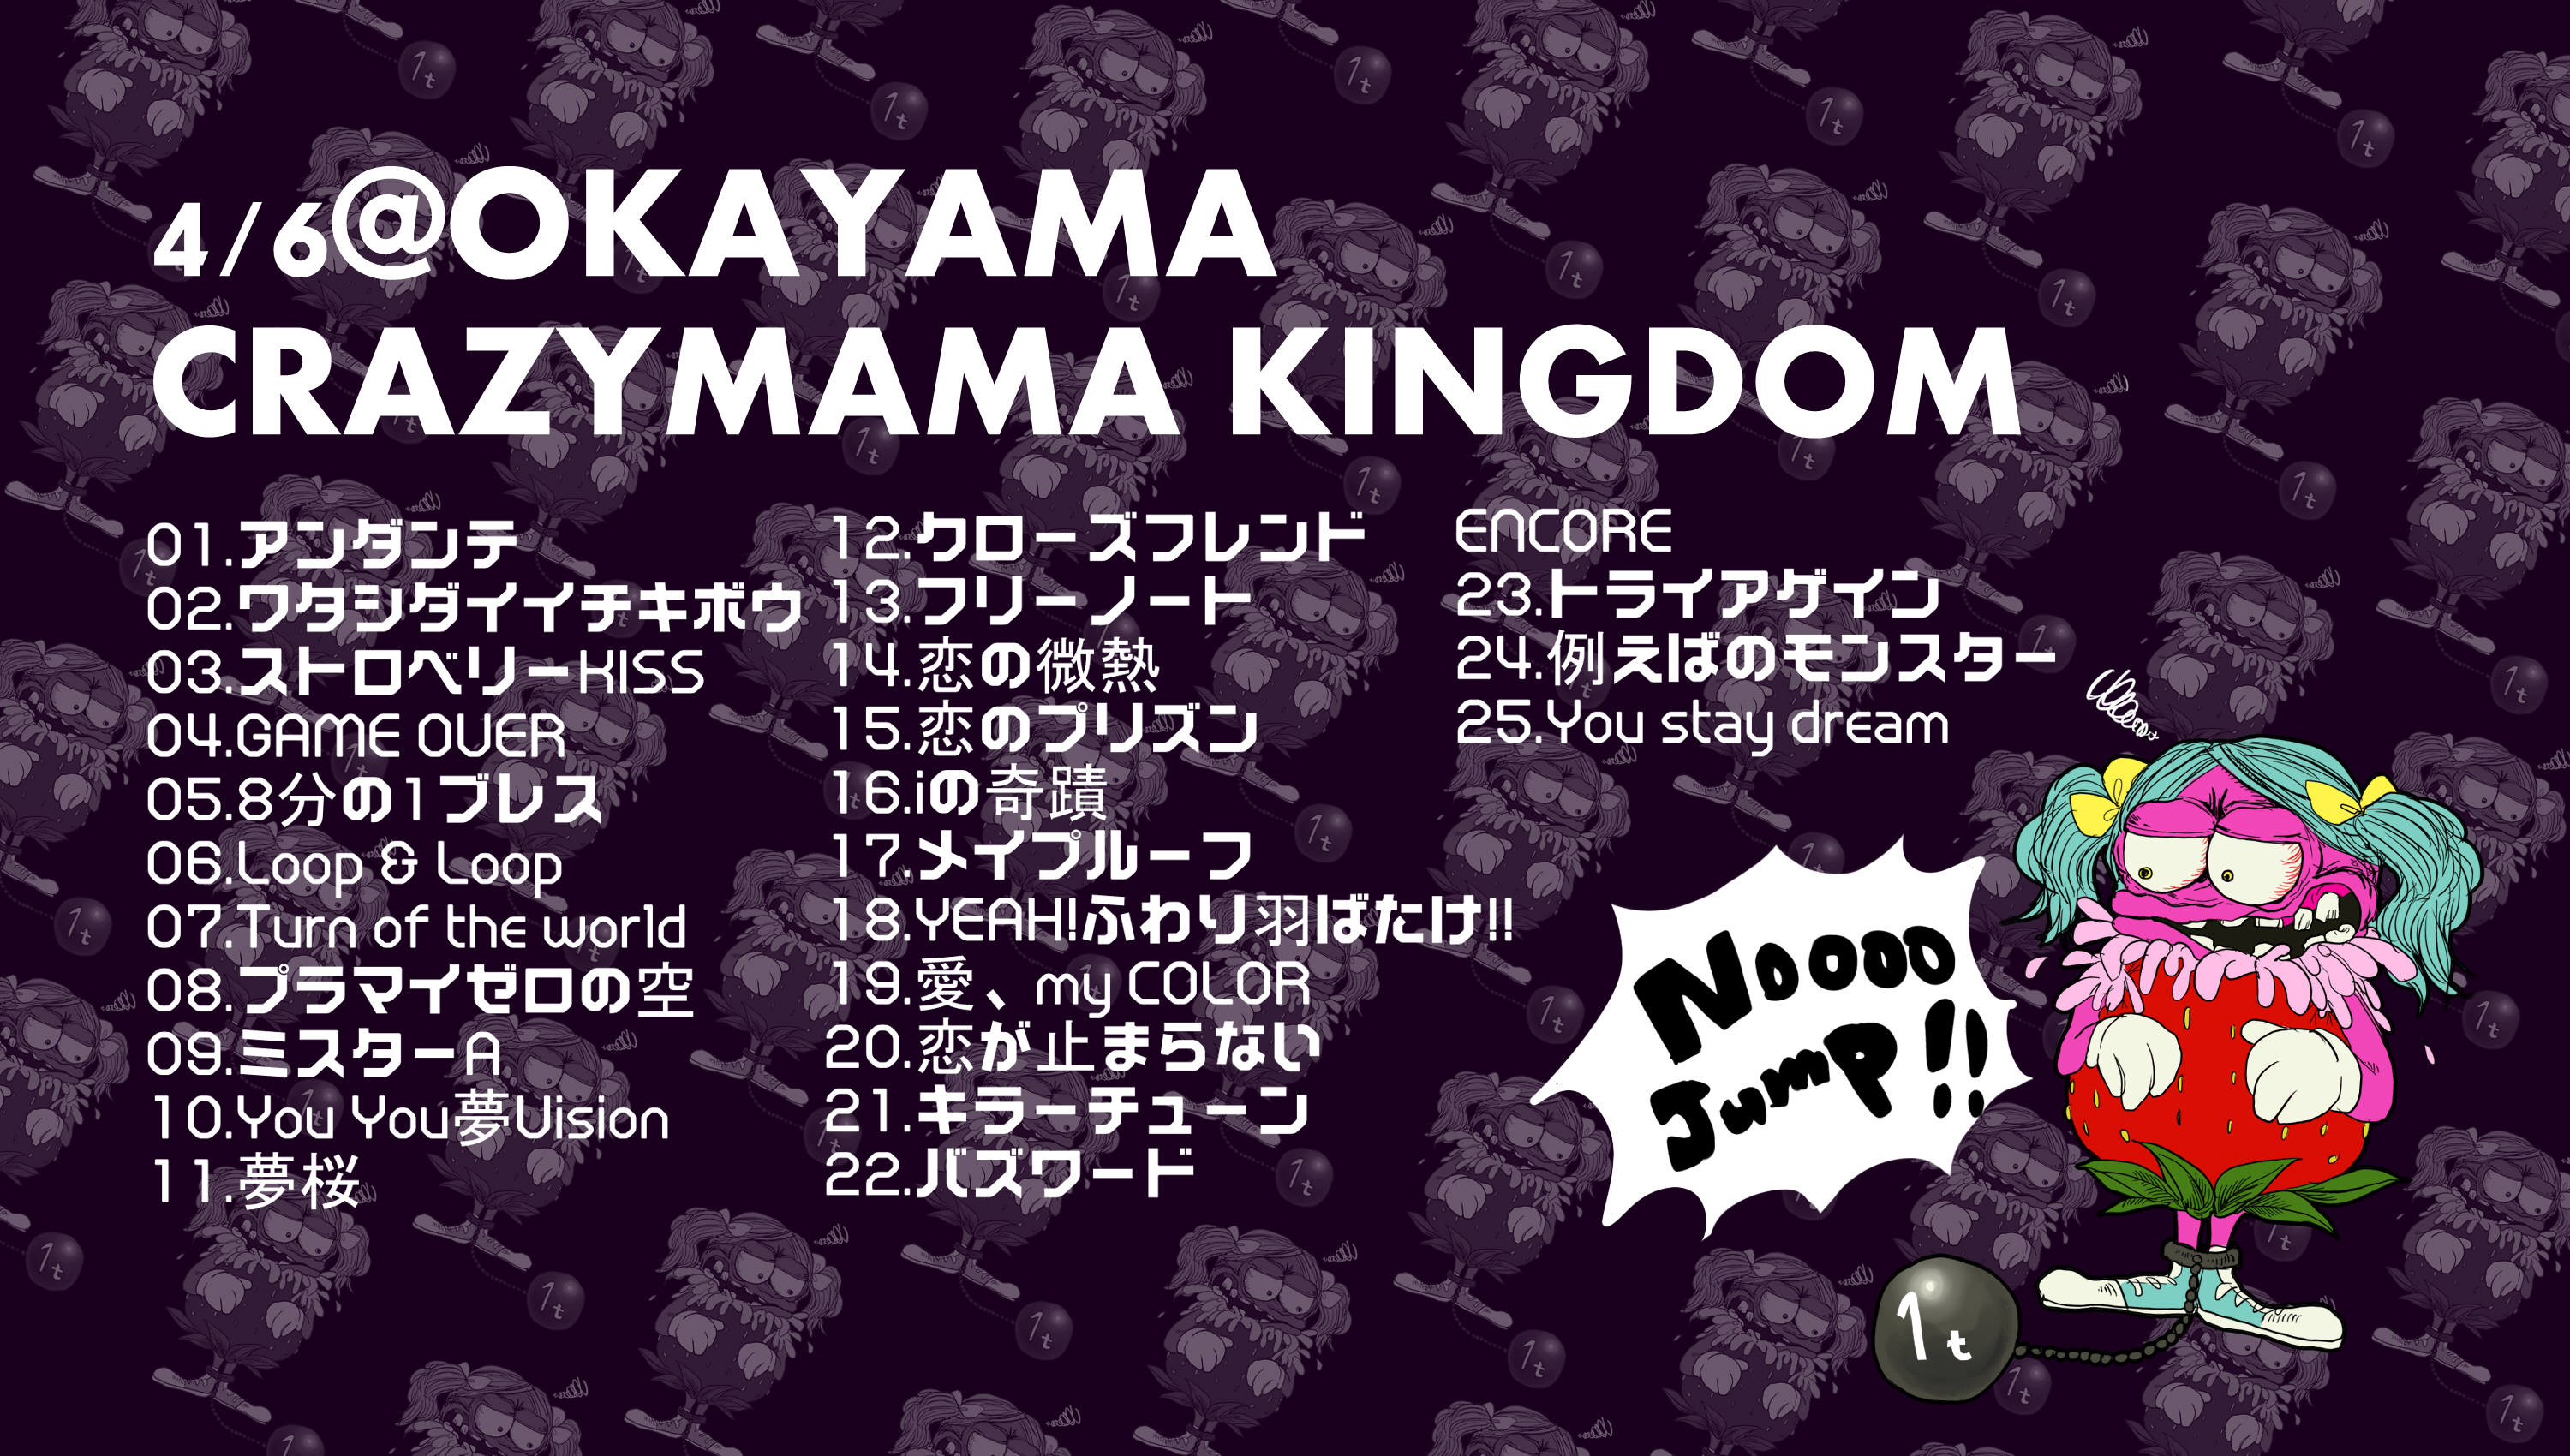 4/6@OKAYAMA
CRAZYMAMA KINGDOM
01.アンダンテ
02.ワタシダイイチキボウ
03.ストロベリーKISS
04.GAME OVER
05.8分の1ブレス
06.Loop & Loop
07.Turn of the world
08.プラマイゼロの空
09.ミスターA
10.You You夢Vision
11.夢桜
12.クローズフレンド
13.フリーノート
14.恋の微熱
15.恋のプリズン
16.iの奇蹟
17.メイプルーフ
18.YEAH!ふわり羽ばたけ!!
19.愛、my COLOR
20.恋が止まらない
21.キラーチューン
22.バズワード
ENCORE
23.トライアゲイン
24.例えばのモンスター
25.You stay dream
Noooo
Jump!!
1t